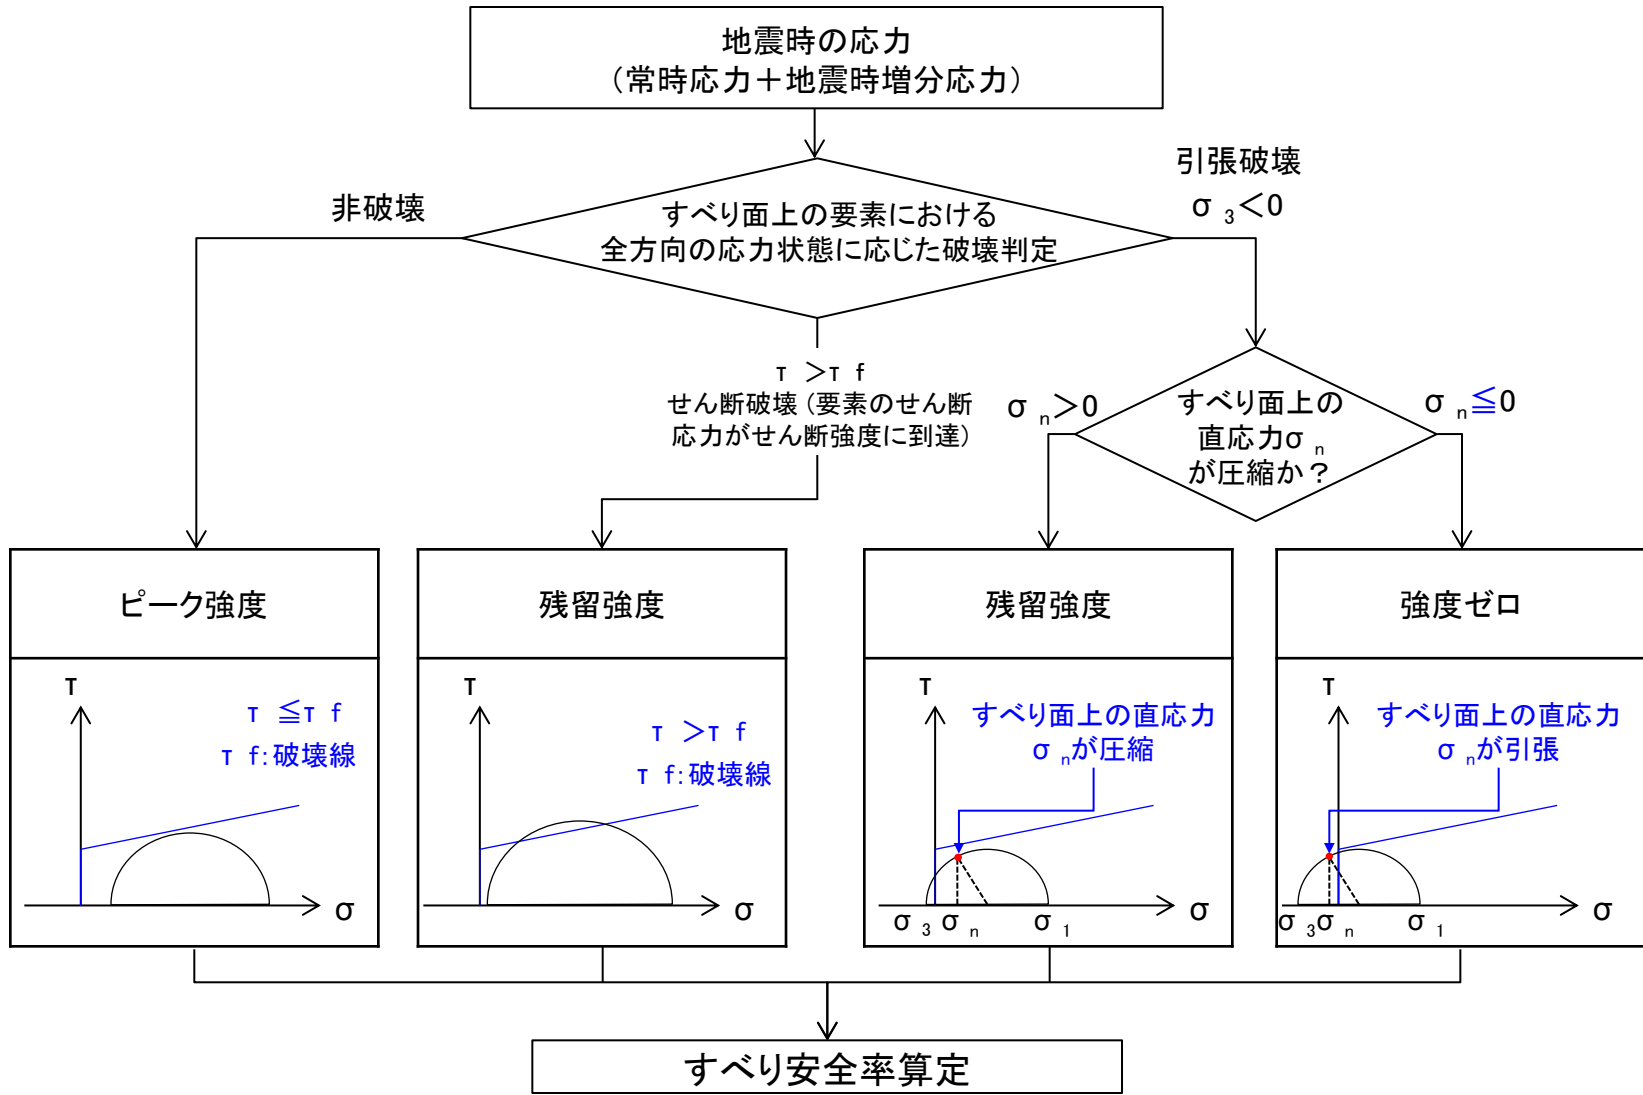 地震時の応力
（常時応力＋地震時増分応力）
引張破壊
σ3＜0
非破壊
すべり面上の要素における
全方向の応力状態に応じた破壊判定
τ＞τf
せん断破壊（要素のせん断
応力がせん断強度に到達）
σn＞0
すべり面上の
直応力σn
が圧縮か？
σn≦0
ピーク強度
残留強度
残留強度
強度ゼロ
τ
τ≦τf
τf：破壊線
σ
τ
τ＞τf
τf：破壊線
σ
τ
すべり面上の直応力
σnが圧縮
σ
σ3 σn σ1
τ
すべり面上の直応力
σnが引張
σ
σ3 σn σ1
すべり安全率算定